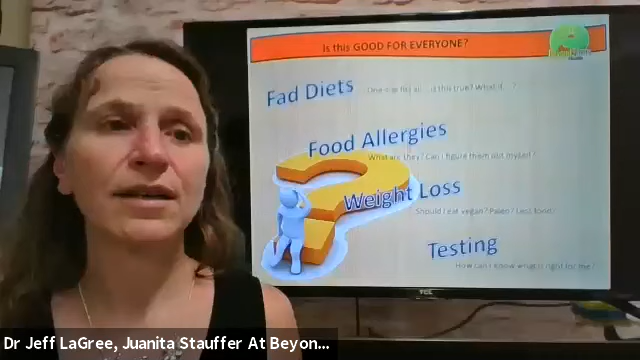 Is this GOOD FOR EVERYONE?
Fad Diets
One size fits all... is this true? What if...?
Food Allergies
What are they? Can I figure them out myself?
Weight Loss
Should I eat vegan? Paleo? Less food?
Testing
How can I know what is right for me?
TCL
Dr Jeff LaGree, Juanita Stauffer At Beyon...